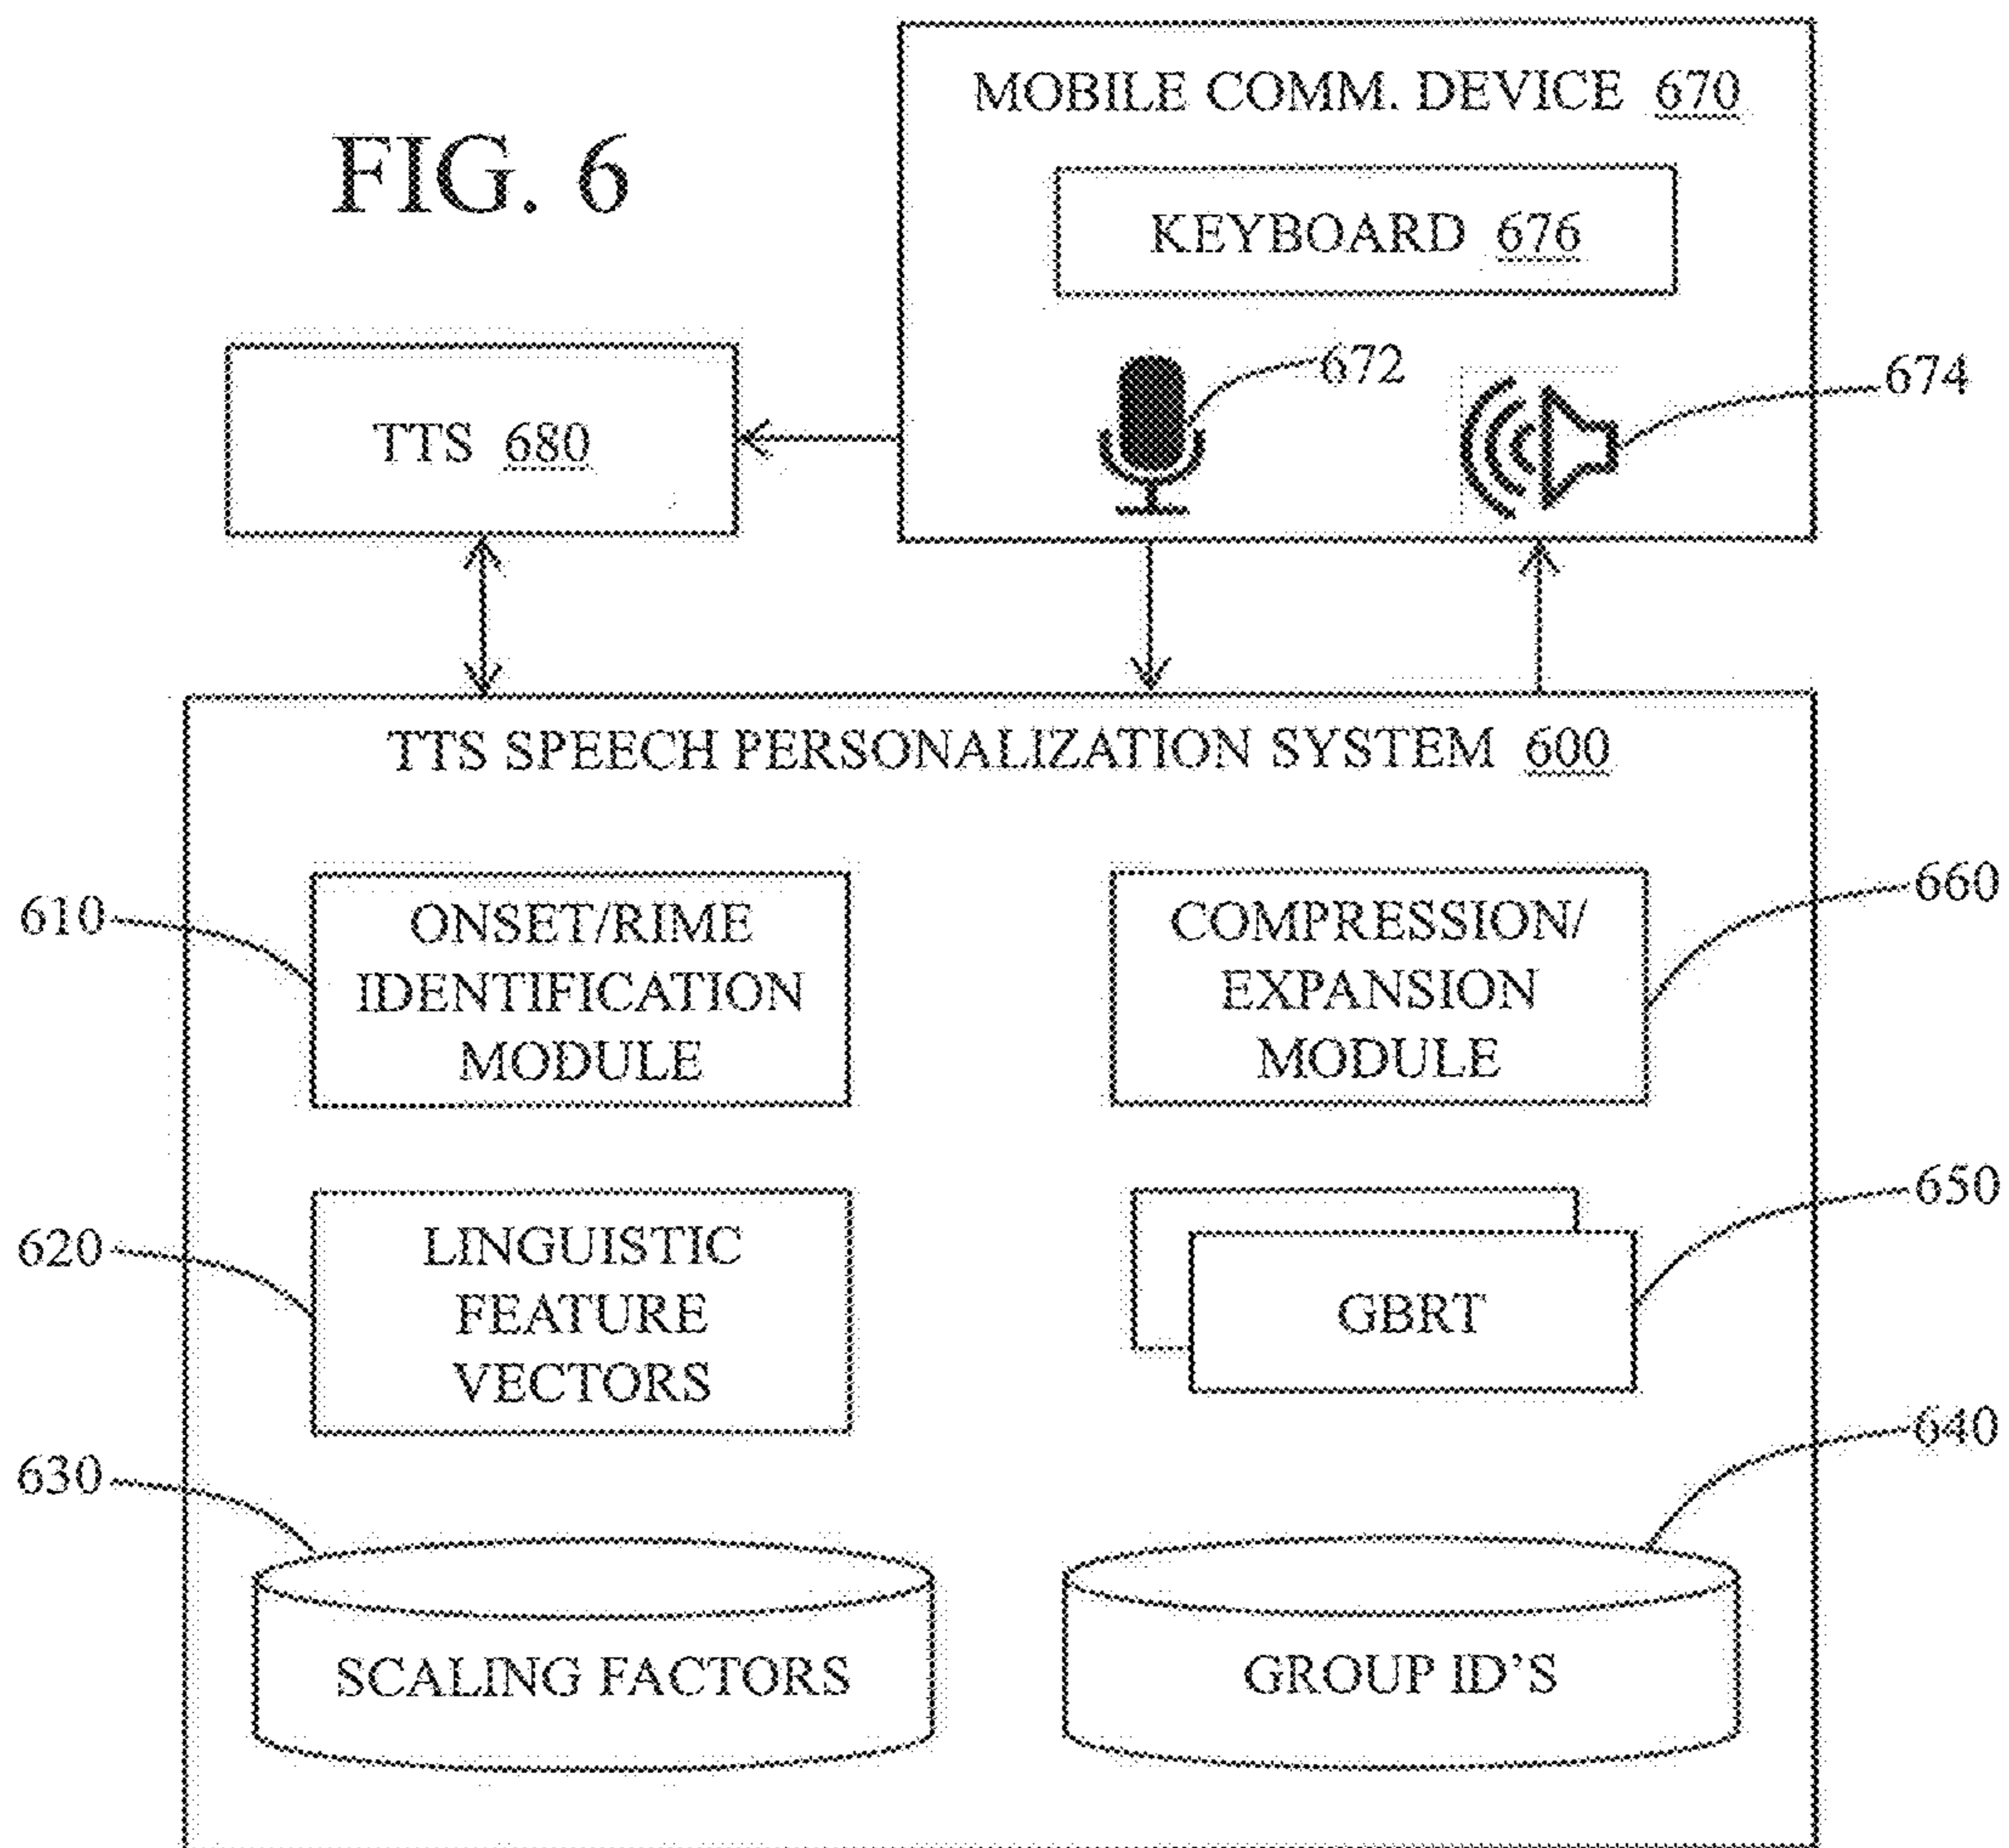 FIG. 6
MOBILE COMM. DEVICE 670
KEYBOARD 676
672
674
TTS 680
TTS SPEECH PERSONALIZATION SYSTEM 600
610
ONSET/RIME
IDENTIFICATION
MODULE
COMPRESSION/
EXPANSION
MODULE
660
620
LINGUISTIC
FEATURE
VECTORS
GBRT
650
630
SCALING FACTORS
640
GROUP ID'S